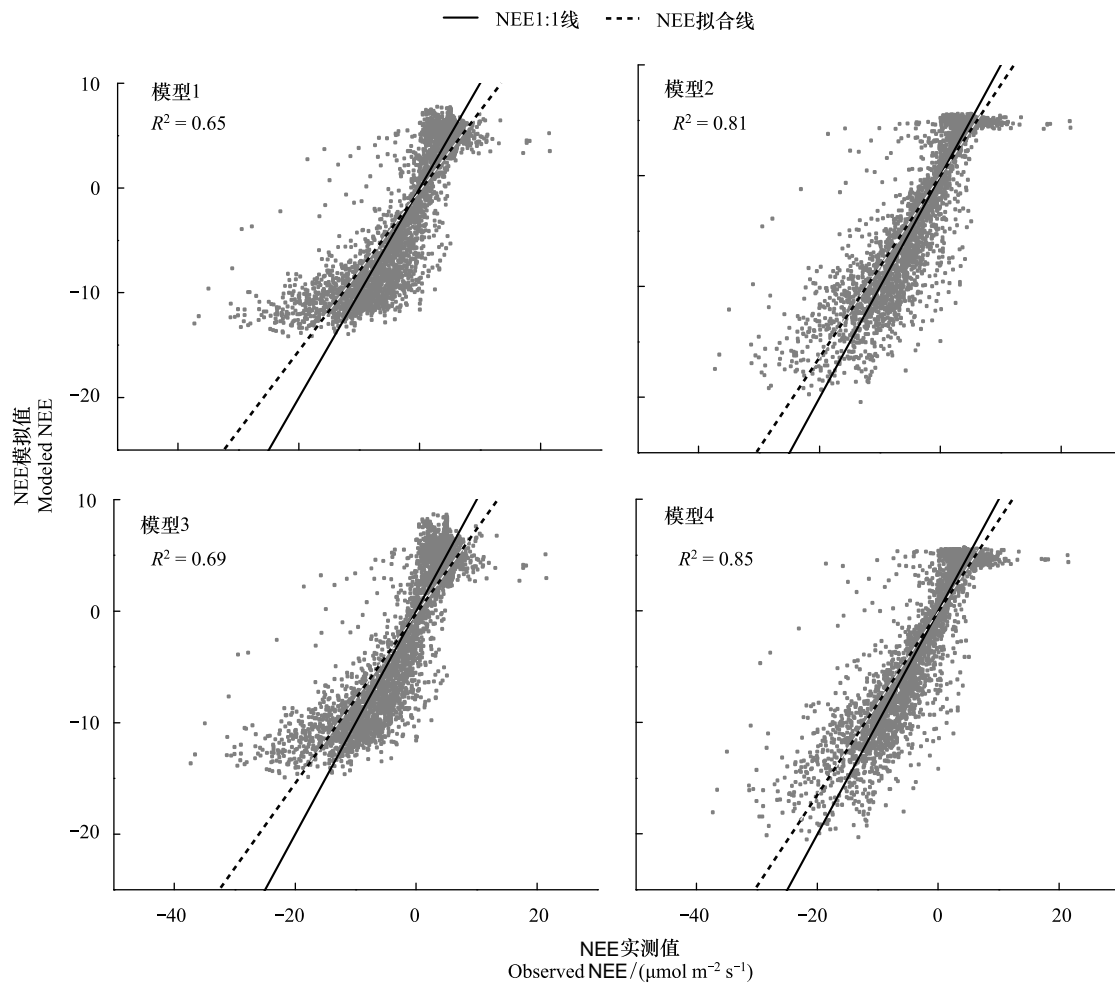 NEE1:1线 NEE拟合线
模型1
R² = 0.65
模型2
R² = 0.81
10
0
−10
−20
NEE模拟值
Modeled NEE
模型3
R² = 0.69
模型4
R² = 0.85
10
0
−10
−20
−40 −20 0 20
−40 −20 0 20
NEE实测值
Observed NEE/(μmol m⁻² s⁻¹)